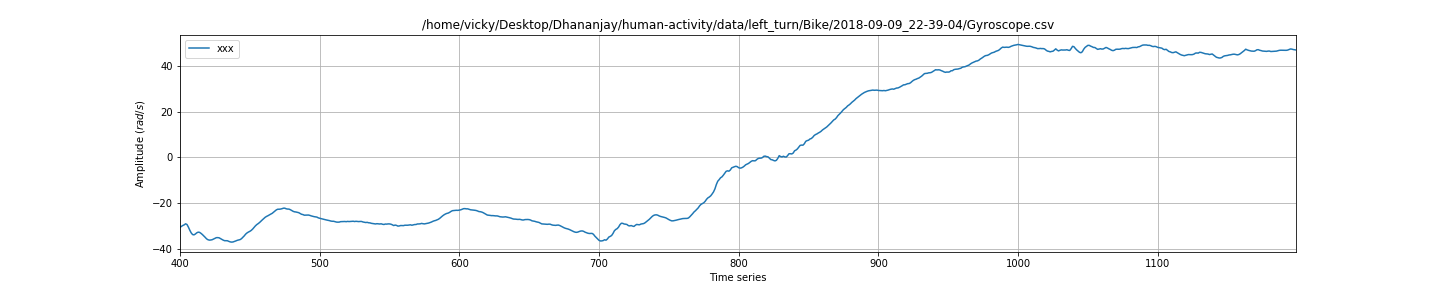 /home/vicky/Desktop/Dhananjay/human-activity/data/left_turn/Bike/2018-09-09_22-39-04/Gyroscope.csv
xxx
Amplitude (rad/s)
40
20
0
−20
−40
400 500 600 700 800 900 1000 1100
Time series